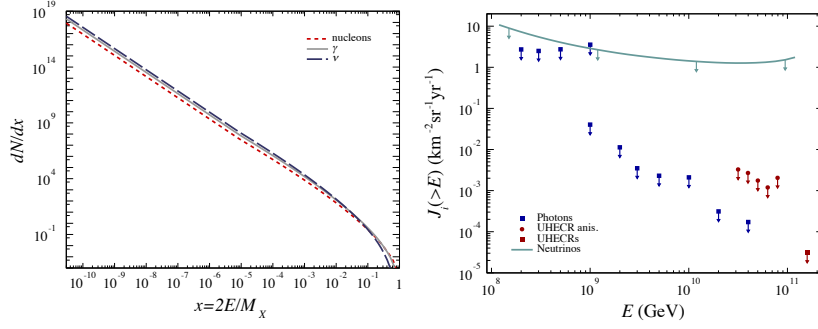 10^19
10^14
10^9
10^4
10^-1
dN/dx
nucleons
γ
ν
10^-10 10^-9 10^-8 10^-7 10^-6 10^-5 10^-4 10^-3 10^-2 10^-1 1
x=2E/M_X
10
1
10^-1
10^-2
10^-3
10^-4
10^-5
J_i(>E) (km^-2 sr^-1 yr^-1)
Photons
UHECR anis.
UHECRs
Neutrinos
10^8 10^9 10^10 10^11
E (GeV)